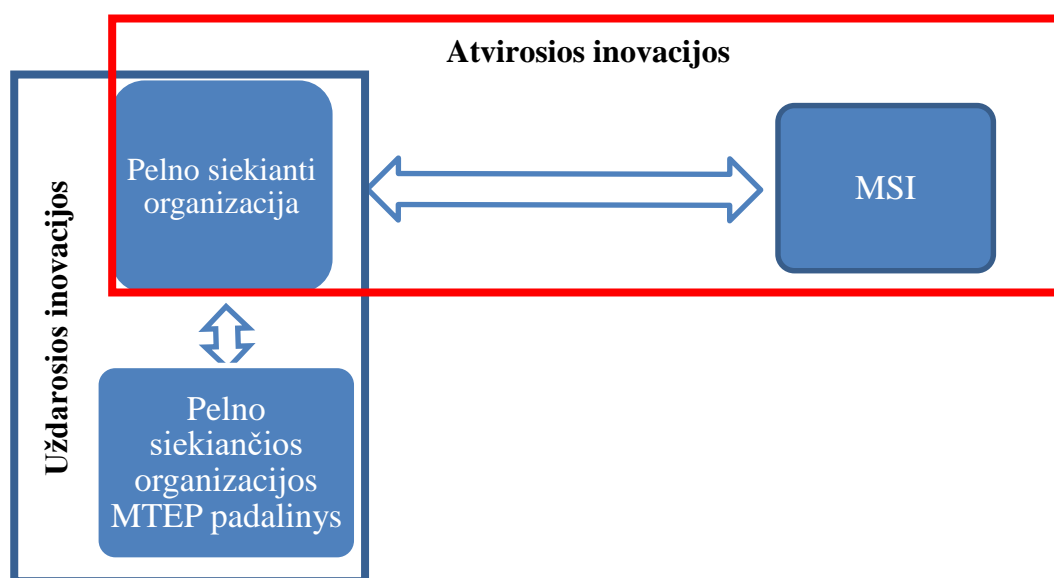 Atvirosios inovacijos
Uždarosios inovacijos
Pelno siekianti
organizacija
MSI
Pelno
siekiančios
organizacijos
MTEP padalinys